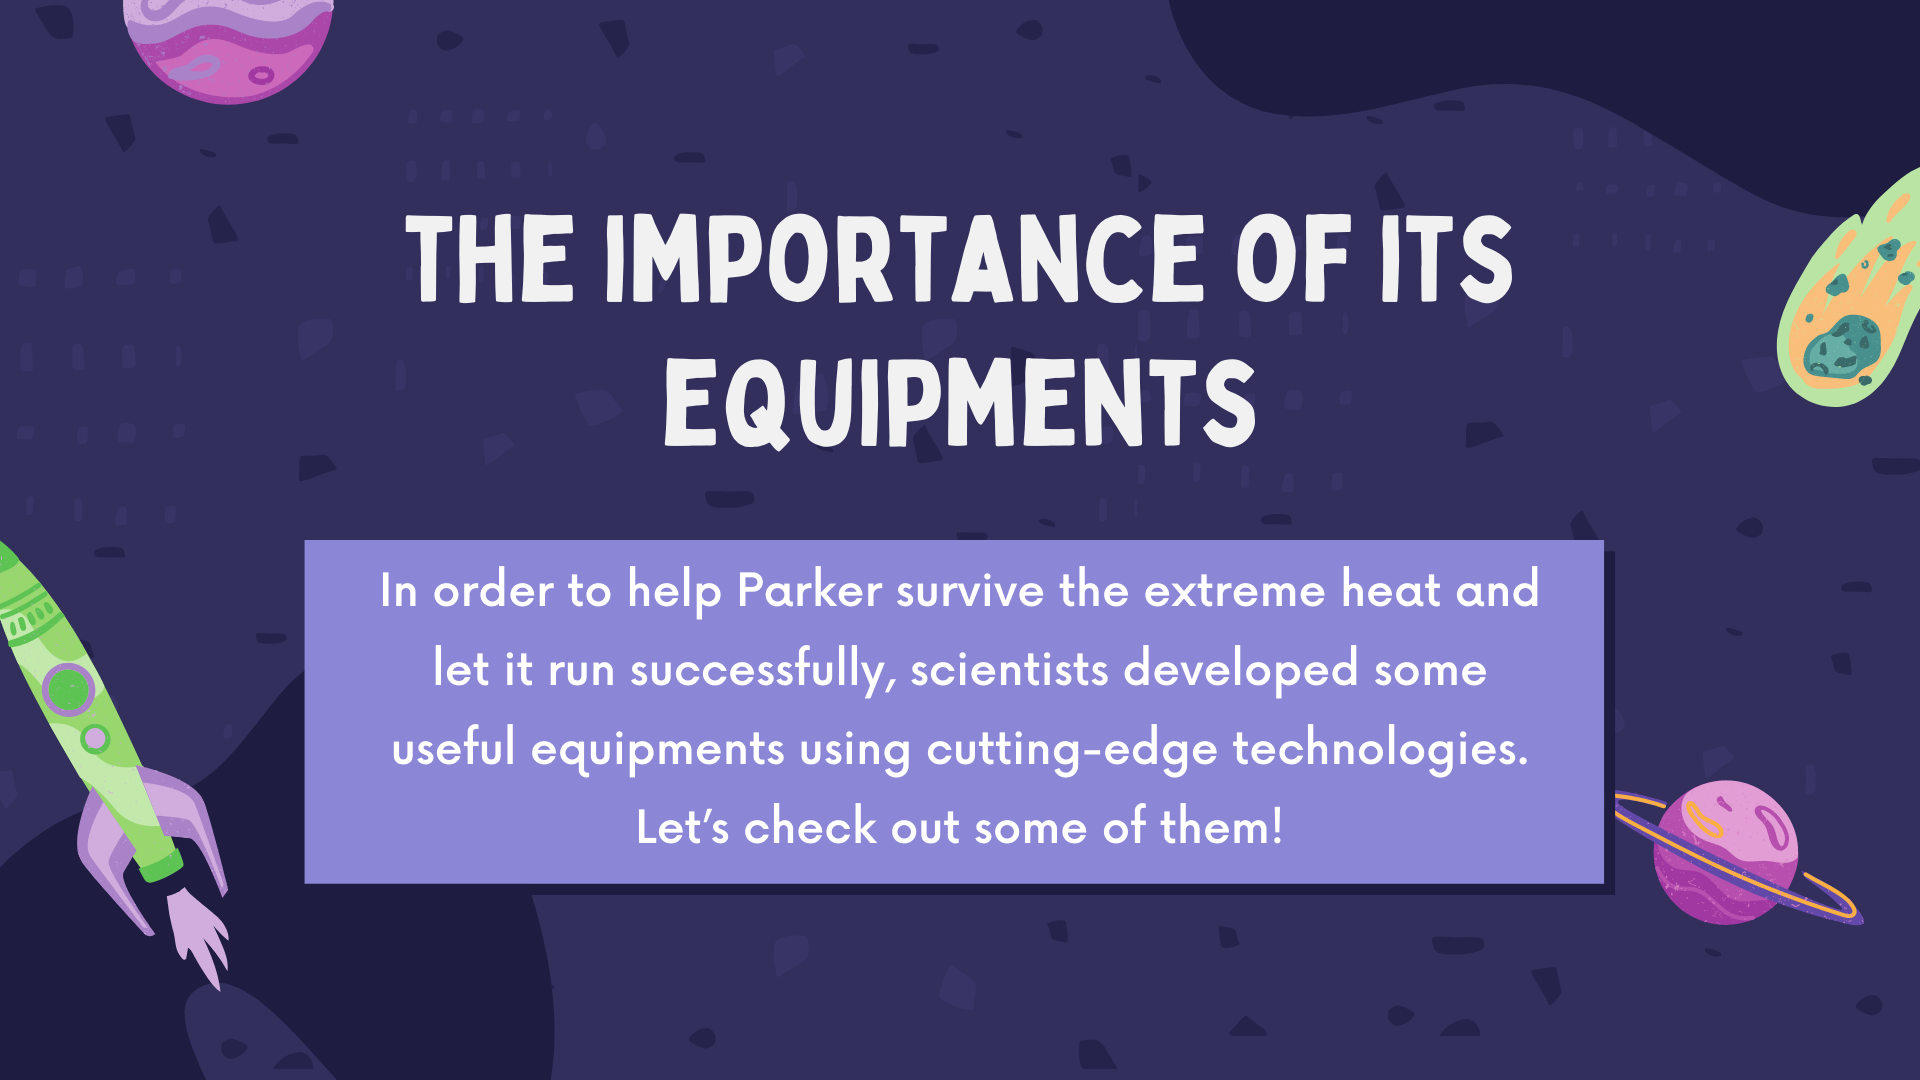 THE IMPORTANCE OF ITS
EQUIPMENTS
In order to help Parker survive the extreme heat and
let it run successfully, scientists developed some
useful equipments using cutting-edge technologies.
Let's check out some of them!